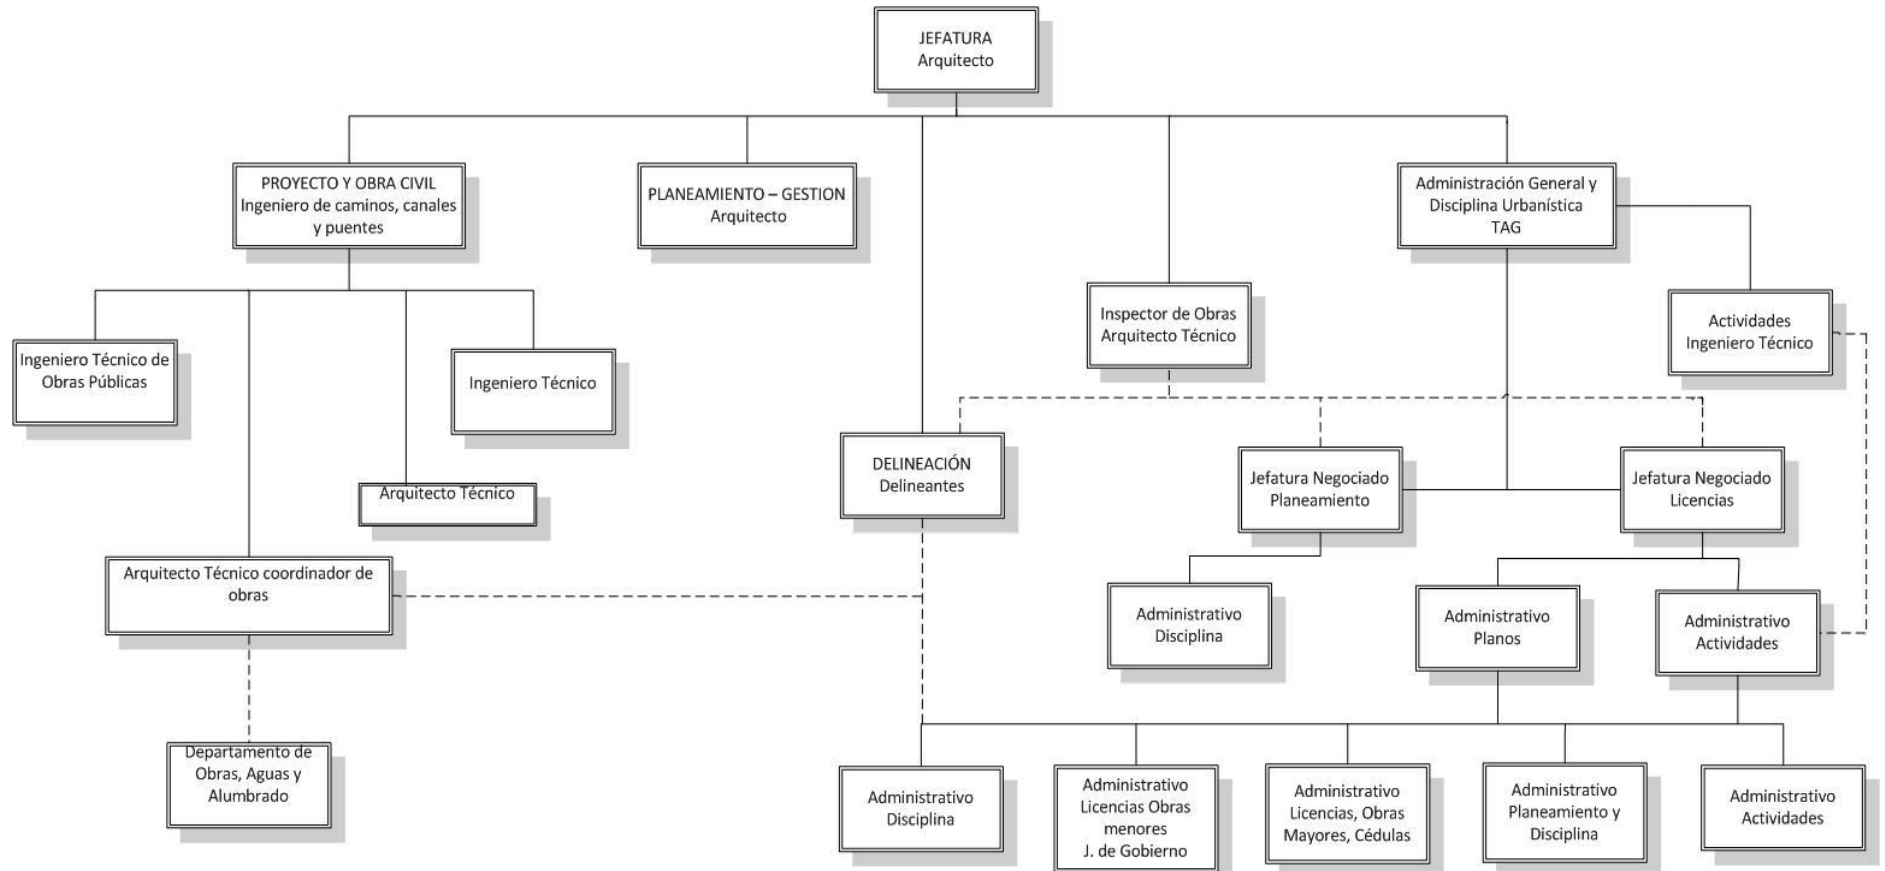 JEFATURA
Arquitecto
PROYECTO Y OBRA CIVIL
Ingeniero de caminos, canales
y puentes
PLANEAMIENTO – GESTION
Arquitecto
Administración General y
Disciplina Urbanística
TAG
Inspector de Obras
Arquitecto Técnico
Actividades
Ingeniero Técnico
Ingeniero Técnico de
Obras Públicas
Ingeniero Técnico
DELINEACIÓN
Delineantes
Jefatura Negociado
Planeamiento
Jefatura Negociado
Licencias
Arquitecto Técnico
Arquitecto Técnico coordinador de
obras
Administrativo
Disciplina
Administrativo
Planos
Administrativo
Actividades
Departamento de
Obras, Aguas y
Alumbrado
Administrativo
Disciplina
Administrativo
Licencias Obras
menores
J. de Gobierno
Administrativo
Licencias, Obras
Mayores, Cédulas
Administrativo
Planeamiento y
Disciplina
Administrativo
Actividades